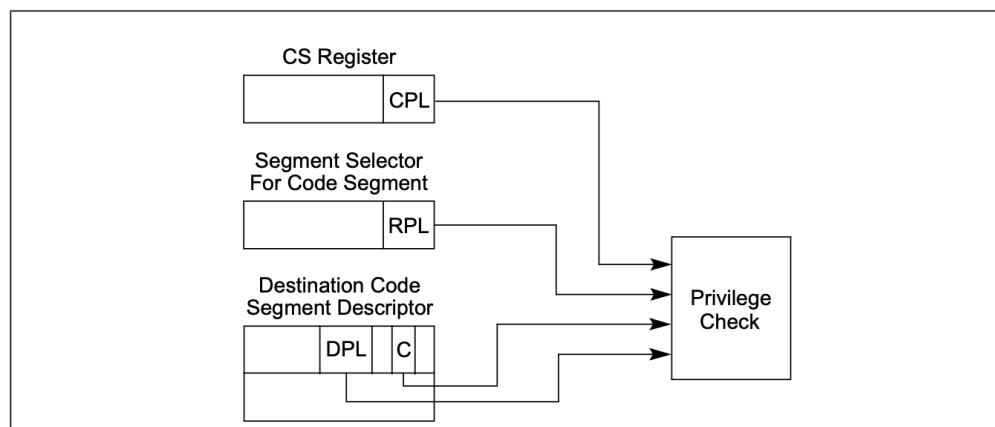 CS Register
CPL
Segment Selector
For Code Segment
RPL
Destination Code
Segment Descriptor
DPL
C
Privilege
Check